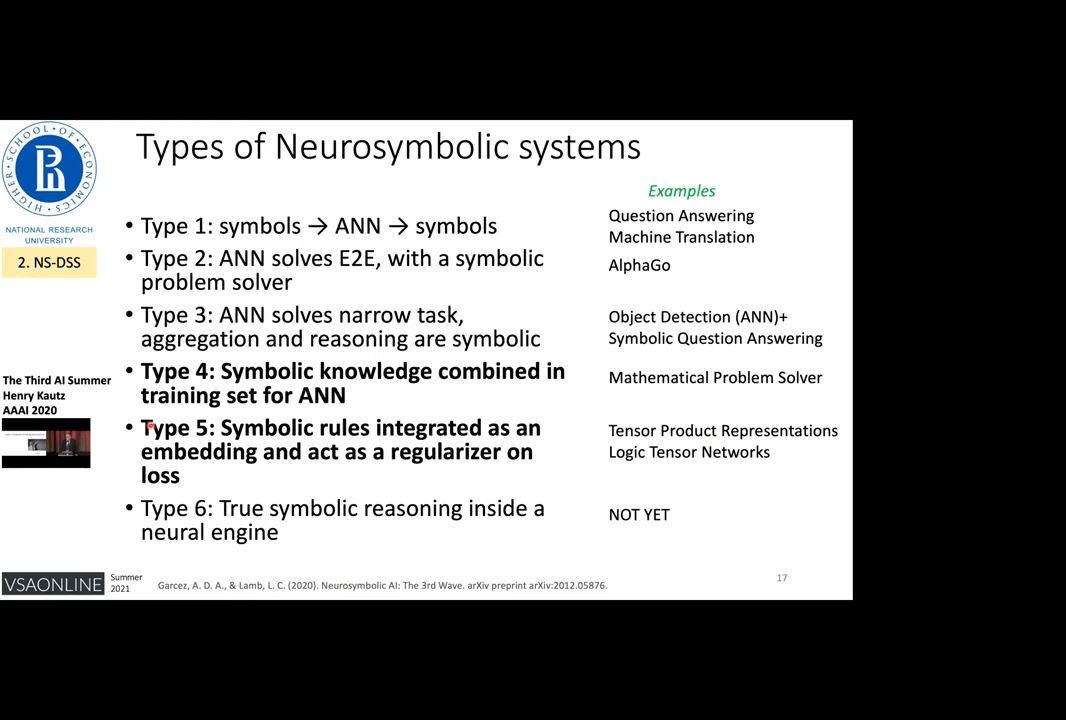 Types of Neurosymbolic systems
SCHOOL OF ECONOMICS HIGHER
NATIONAL RESEARCH
UNIVERSITY
2. NS-DSS
Examples
• Type 1: symbols → ANN → symbols
Question Answering
Machine Translation
• Type 2: ANN solves E2E, with a symbolic
problem solver
AlphaGo
• Type 3: ANN solves narrow task,
aggregation and reasoning are symbolic
Object Detection (ANN)+
Symbolic Question Answering
• Type 4: Symbolic knowledge combined in
training set for ANN
Mathematical Problem Solver
• Type 5: Symbolic rules integrated as an
embedding and act as a regularizer on
loss
Tensor Product Representations
Logic Tensor Networks
• Type 6: True symbolic reasoning inside a
neural engine
NOT YET
The Third AI Summer
Henry Kautz
AAAI 2020
VSAONLINE
Summer
2021
Garcez, A. D. A., & Lamb, L. C. (2020). Neurosymbolic AI: The 3rd Wave. arXiv preprint arXiv:2012.05876.
17